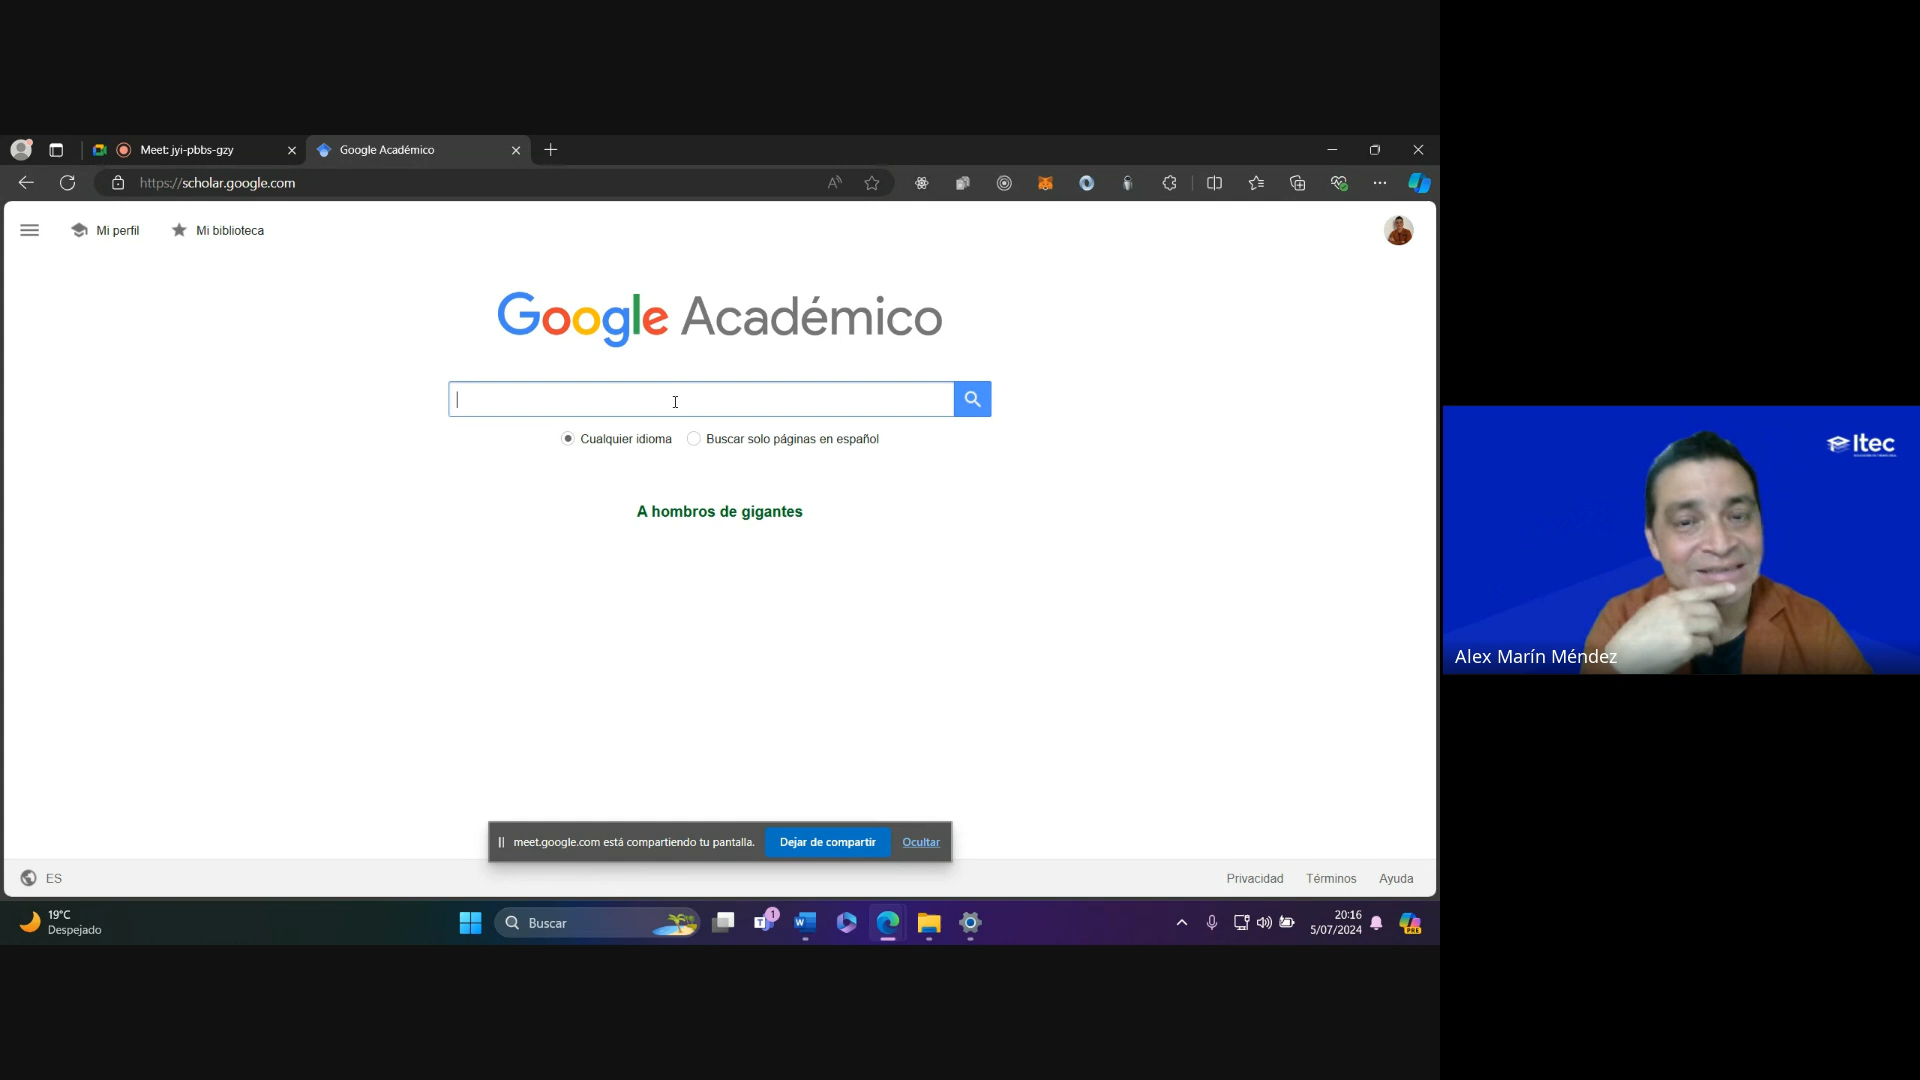 Meet: jyi-pbbs-gzy
Google Académico
https://scholar.google.com
Mi perfil
Mi biblioteca
Google Académico
Cualquier idioma
Buscar solo páginas en español
A hombros de gigantes
Itec
Alex Marín Méndez
meet.google.com está compartiendo tu pantalla.
Dejar de compartir
Ocultar
ES
Privacidad
Términos
Ayuda
19°C
Despejado
Buscar
1
20:16
5/07/2024
PRE